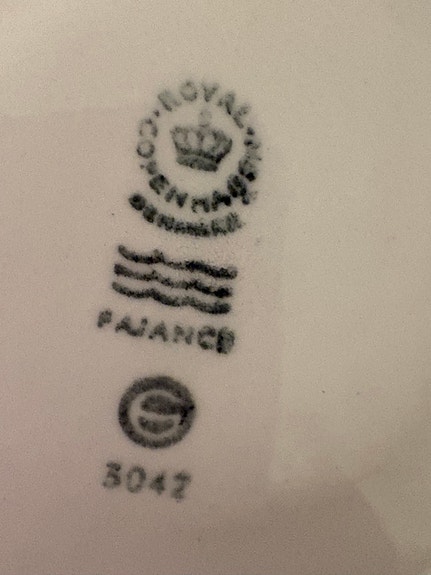 ROYAL COPENHAGEN
DENMARK
FAJANCE
3042